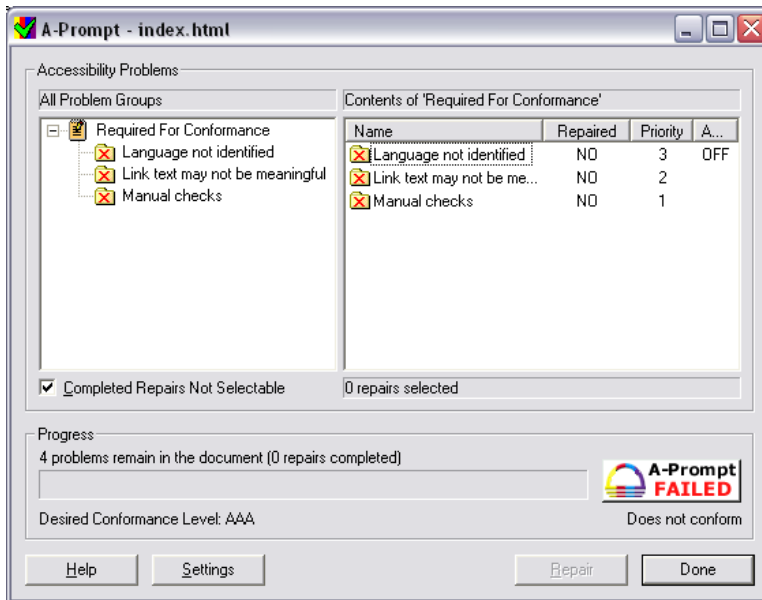 A-Prompt - index.html
Accessibility Problems
All Problem Groups
Contents of 'Required For Conformance'
Required For Conformance
Language not identified
Link text may not be meaningful
Manual checks
Name Repaired Priority A...
Language not identified NO 3 OFF
Link text may not be me... NO 2
Manual checks NO 1
Completed Repairs Not Selectable
0 repairs selected
Progress
4 problems remain in the document (0 repairs completed)
A-Prompt
FAILED
Desired Conformance Level: AAA
Does not conform
Help
Settings
Repair
Done